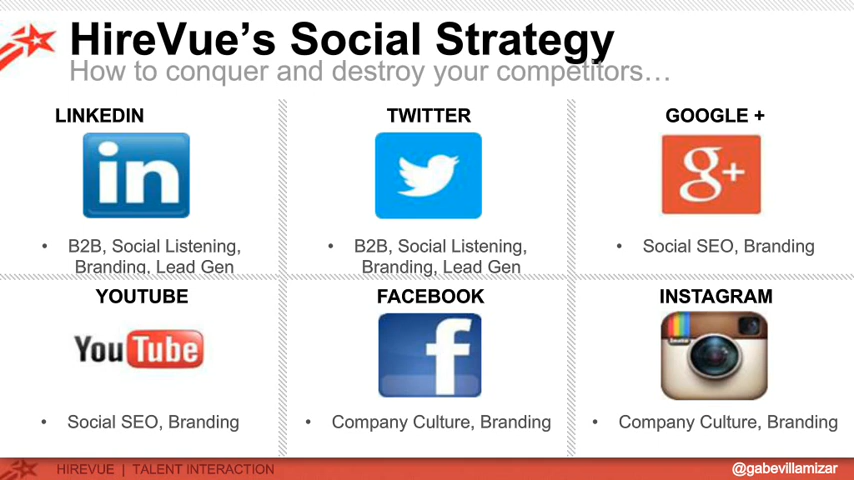 HireVue's Social Strategy
How to conquer and destroy your competitors…
LINKEDIN
in
• B2B, Social Listening,
Branding, Lead Gen
TWITTER
• B2B, Social Listening,
Branding, Lead Gen
GOOGLE +
g+
• Social SEO, Branding
YOUTUBE
You Tube
• Social SEO, Branding
FACEBOOK
f
• Company Culture, Branding
INSTAGRAM
• Company Culture, Branding
HIREVUE | TALENT INTERACTION
@gabevillamizar